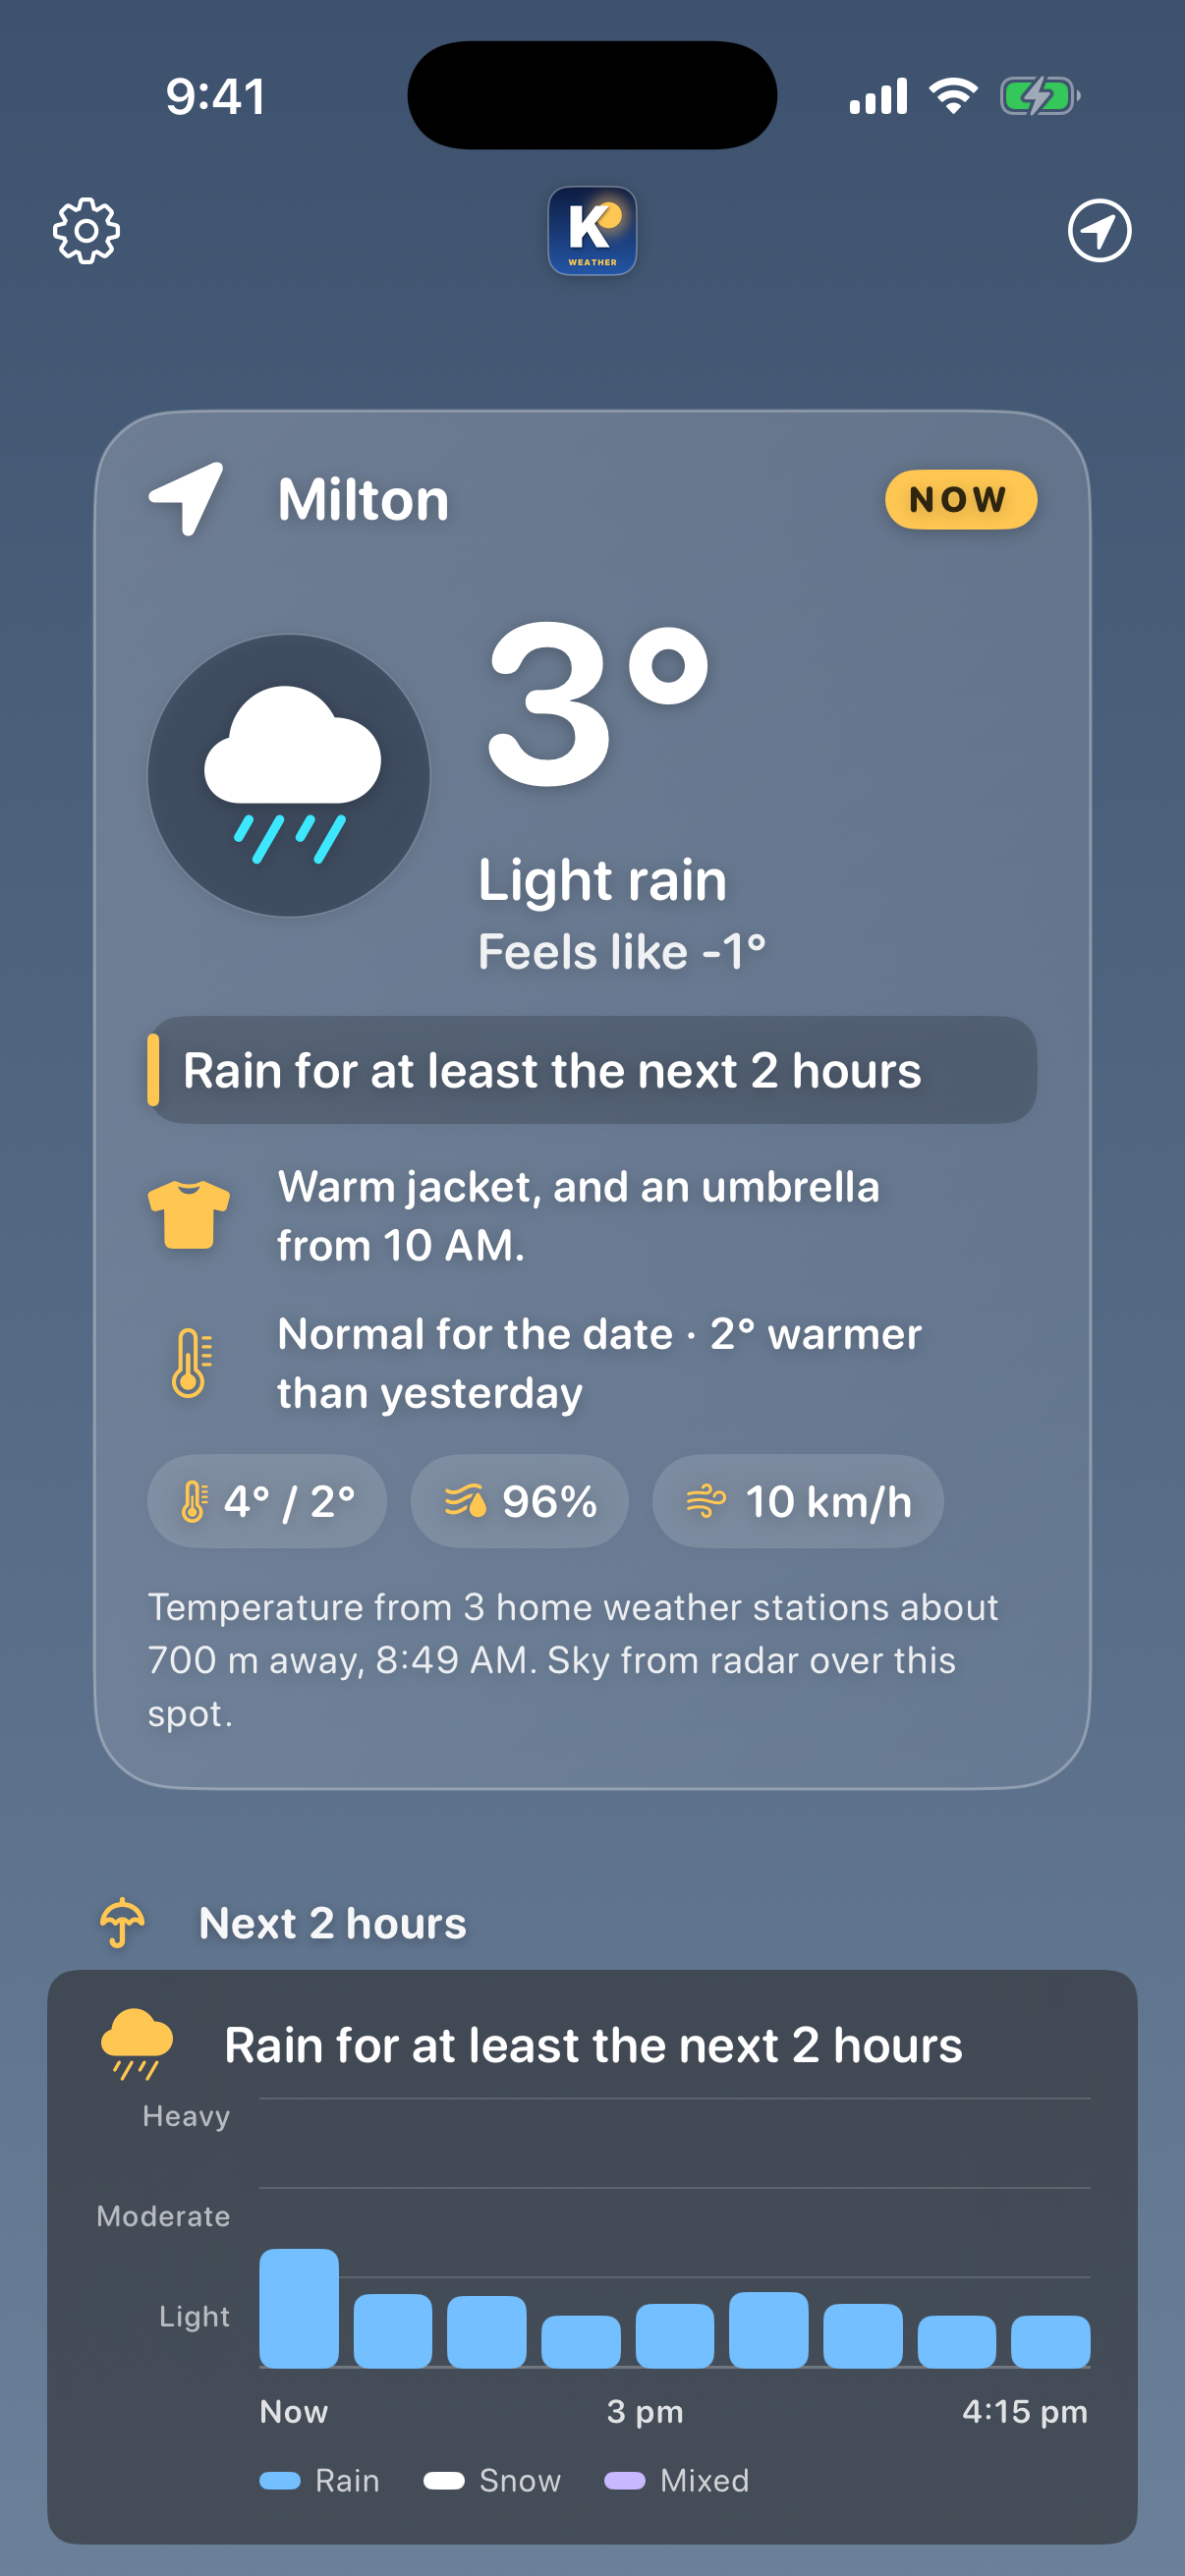 9:41
K
WEATHER
Milton
NOW
3°
Light rain
Feels like -1°
Rain for at least the next 2 hours
Warm jacket, and an umbrella
from 10 AM.
Normal for the date · 2° warmer
than yesterday
4° / 2°
96%
10 km/h
Temperature from 3 home weather stations about
700 m away, 8:49 AM. Sky from radar over this
spot.
Next 2 hours
Rain for at least the next 2 hours
Heavy
Moderate
Light
Now
3 pm
4:15 pm
Rain
Snow
Mixed